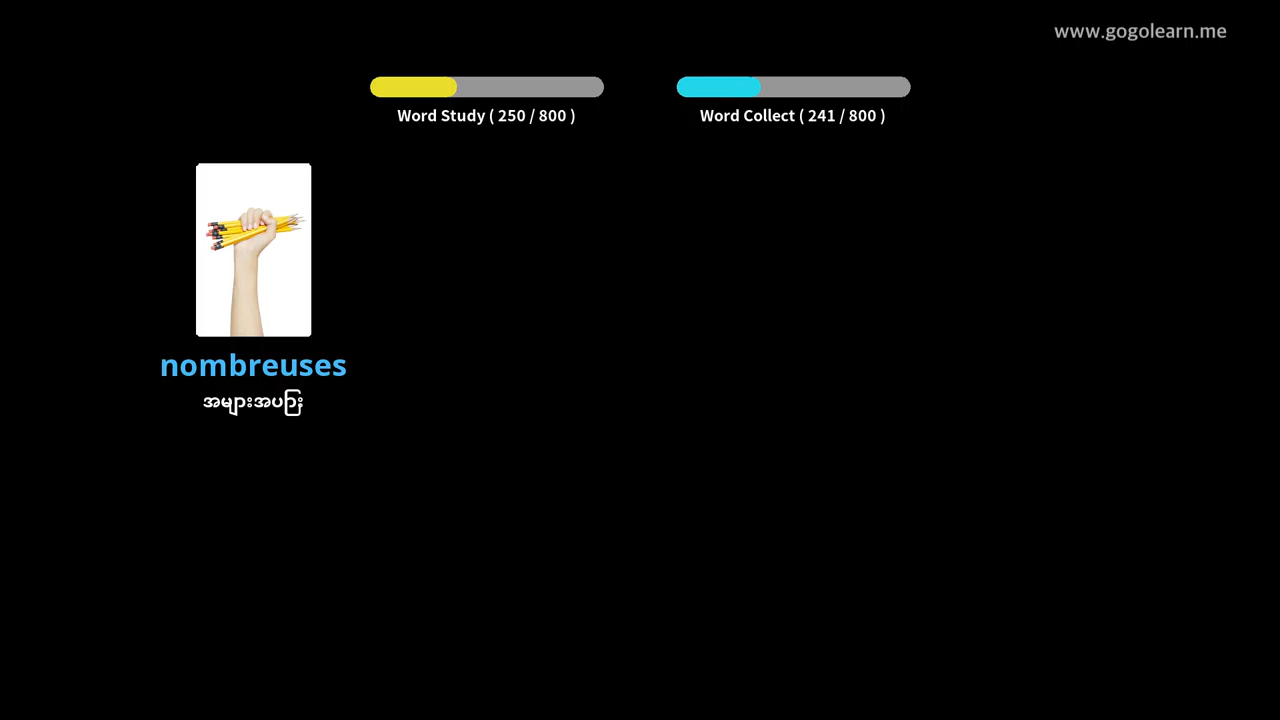 www.gogolearn.me
Word Study ( 250 / 800 )
Word Collect ( 241 / 800 )
nombreuses
အများအပြား